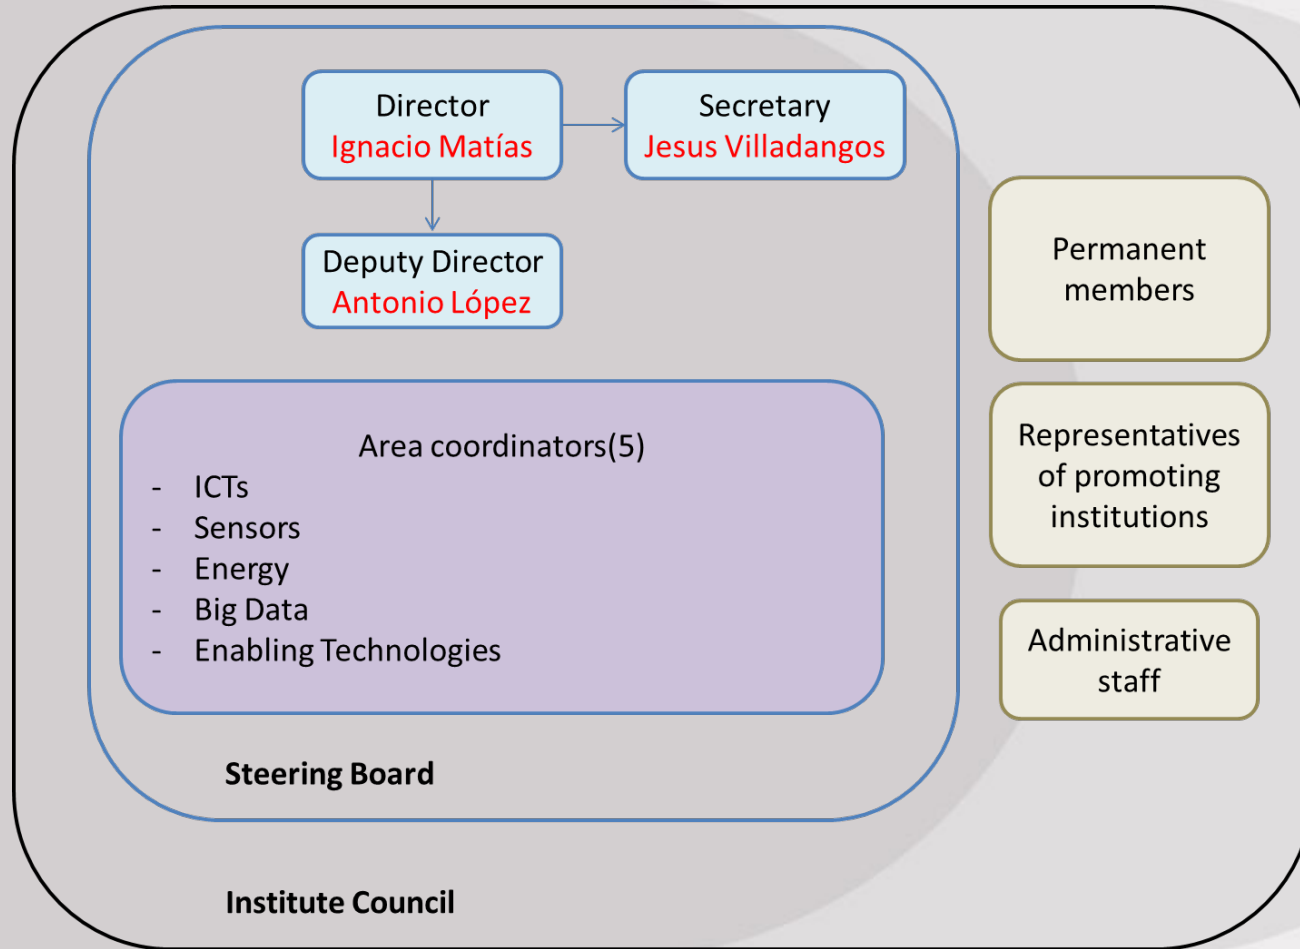 Director
Ignacio Matías
Secretary
Jesus Villadangos
Deputy Director
Antonio López
Area coordinators(5)
- ICTs
- Sensors
- Energy
- Big Data
- Enabling Technologies
Steering Board
Institute Council
Permanent
members
Representatives
of promoting
institutions
Administrative
staff